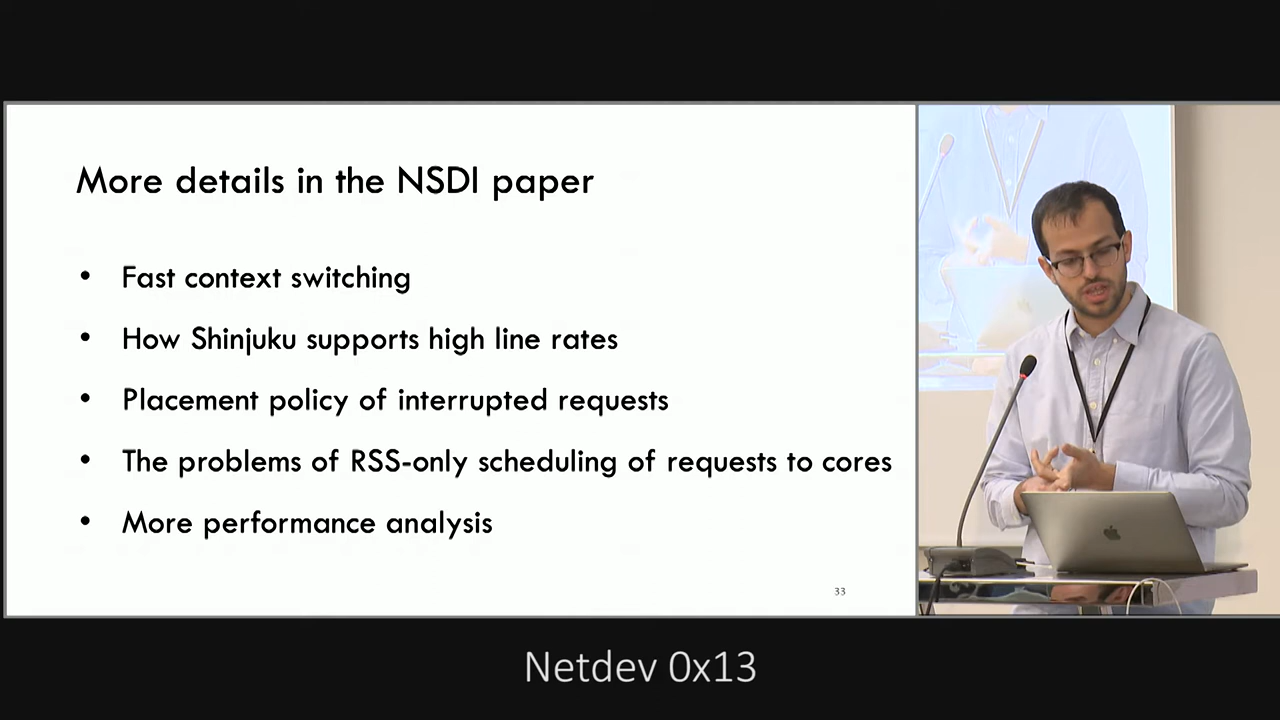 More details in the NSDI paper
• Fast context switching
• How Shinjuku supports high line rates
• Placement policy of interrupted requests
• The problems of RSS-only scheduling of requests to cores
• More performance analysis
33
Netdev 0x13